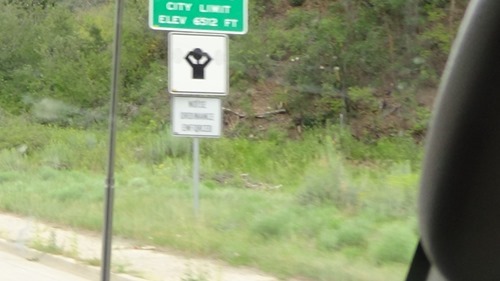 CITY LIMIT
ELEV 6512 FT
NOISE
ORDINANCE
ENFORCED